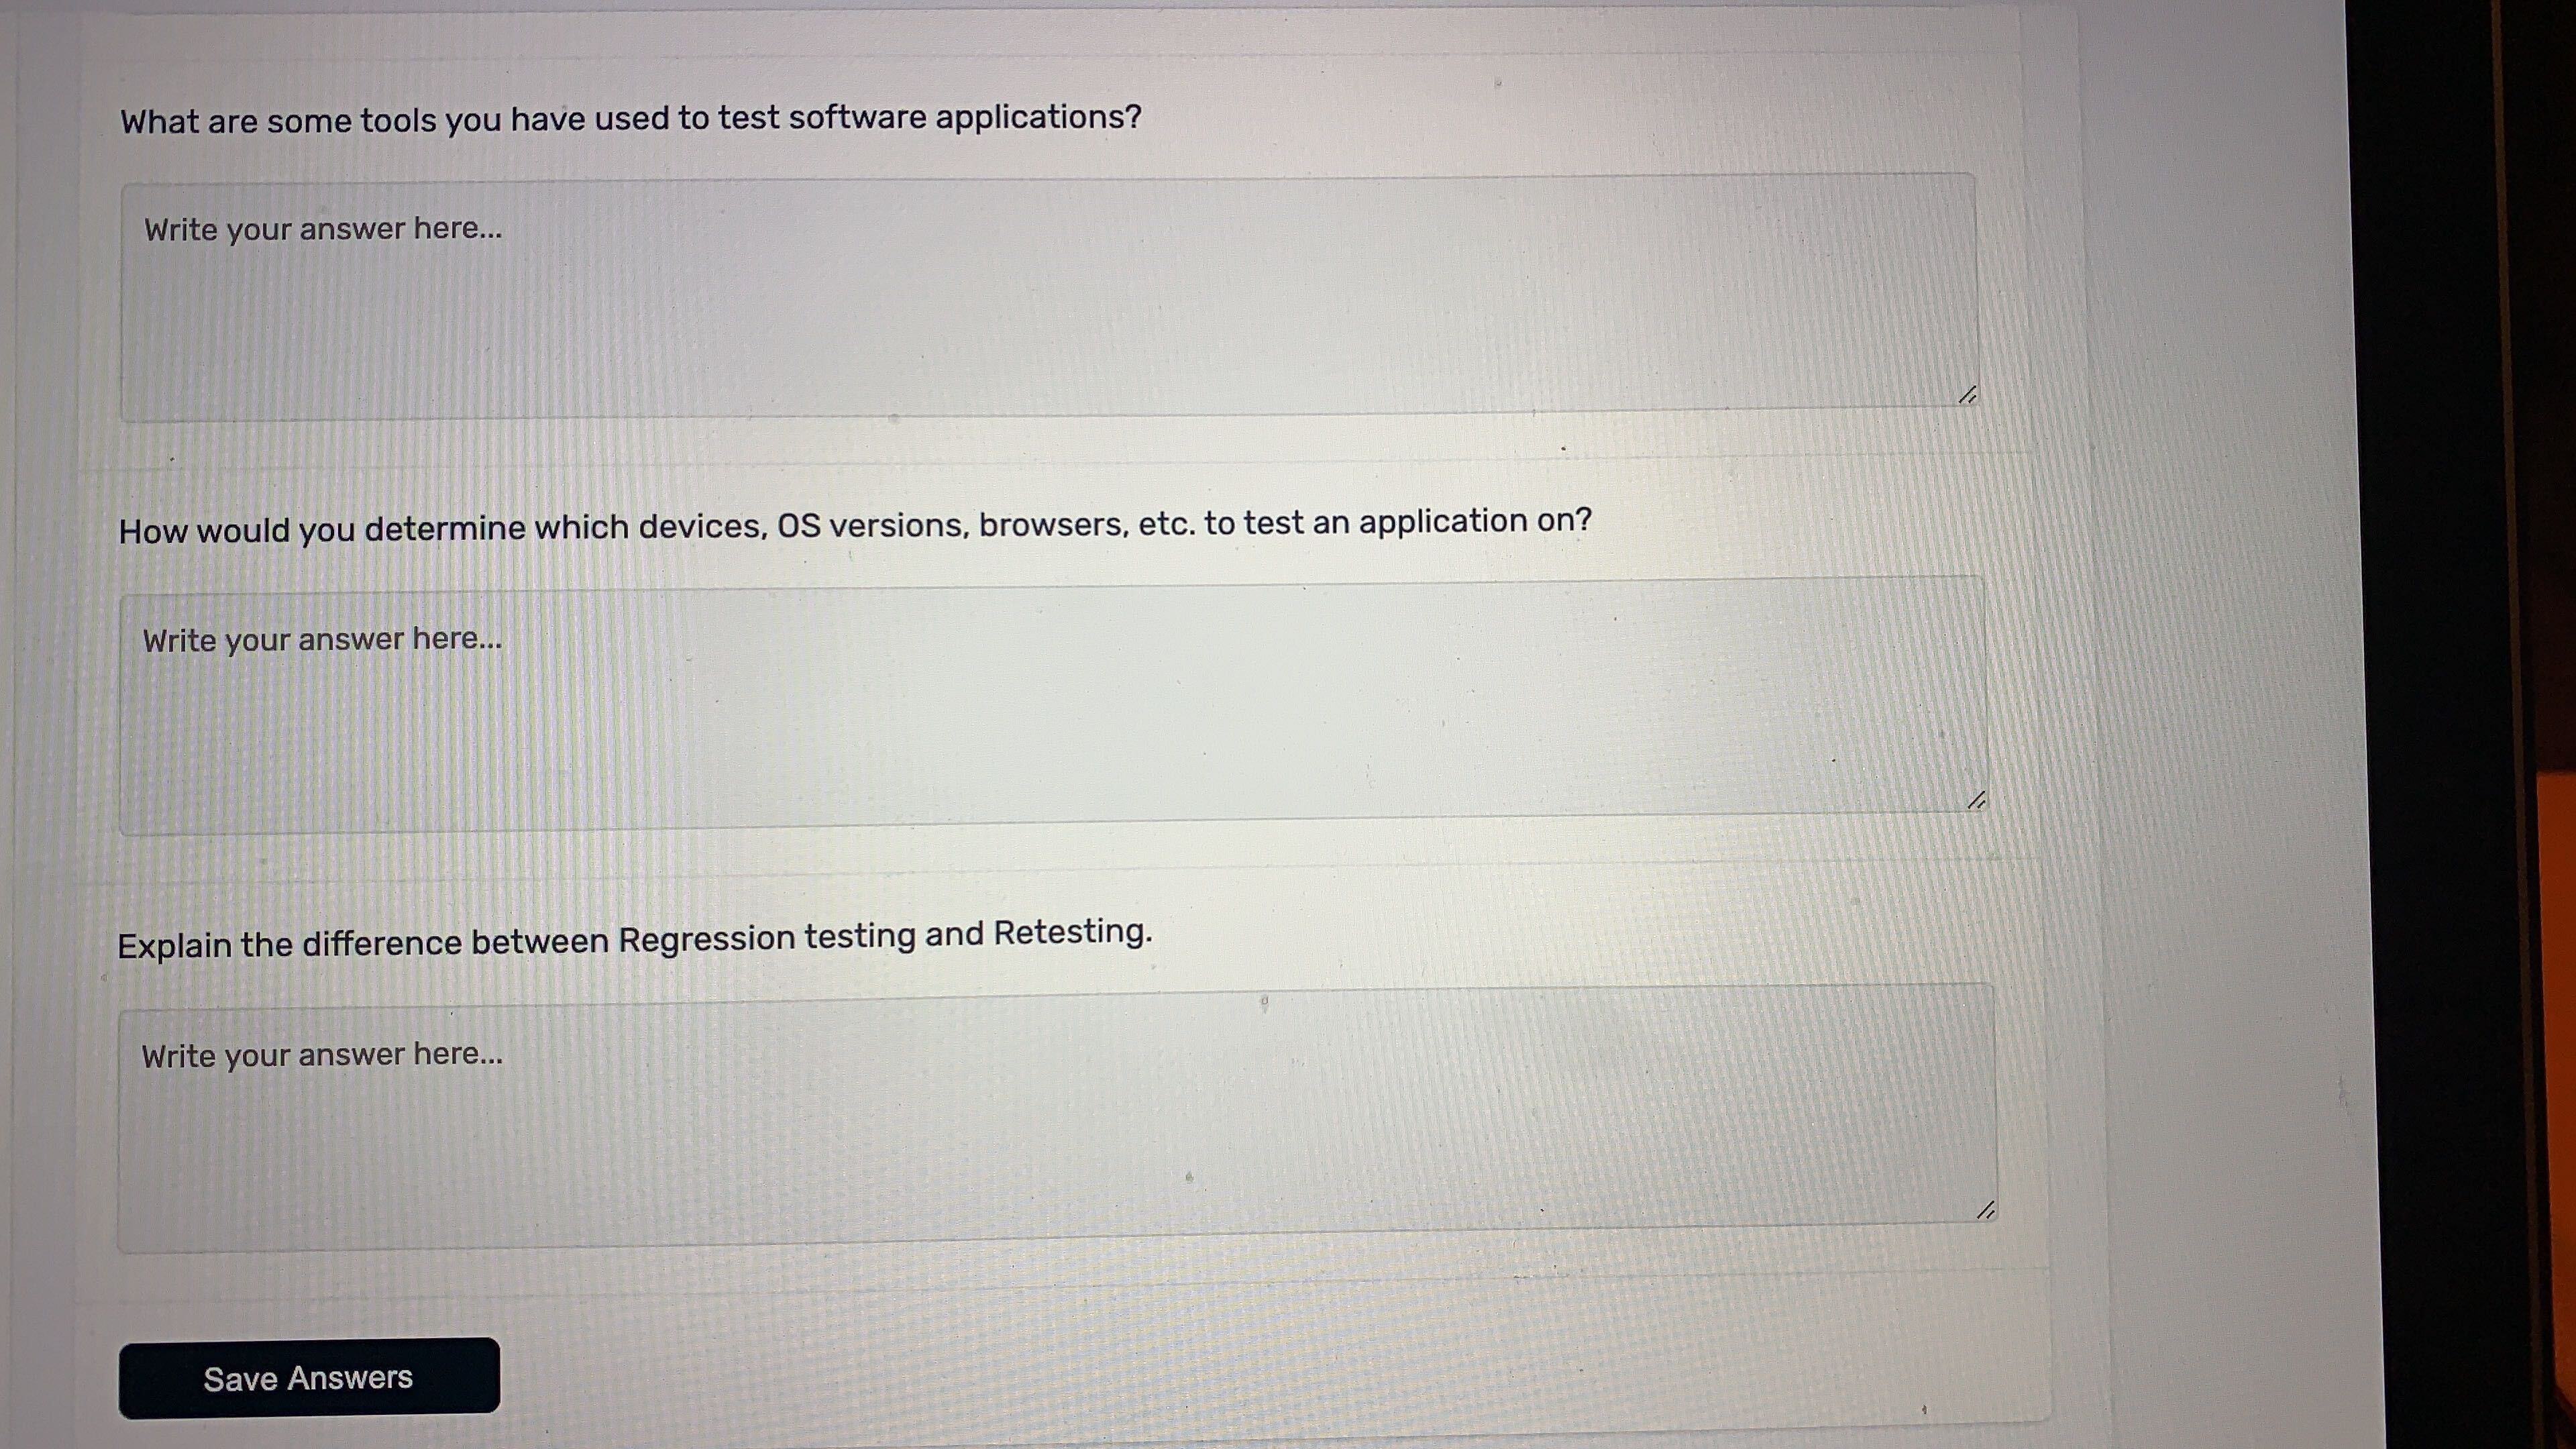 What are some tools you have used to test software applications?
Write your answer here...
How would you determine which devices, OS versions, browsers, etc. to test an application on?
Write your answer here...
Explain the difference between Regression testing and Retesting.
Write your answer here...
Save Answers